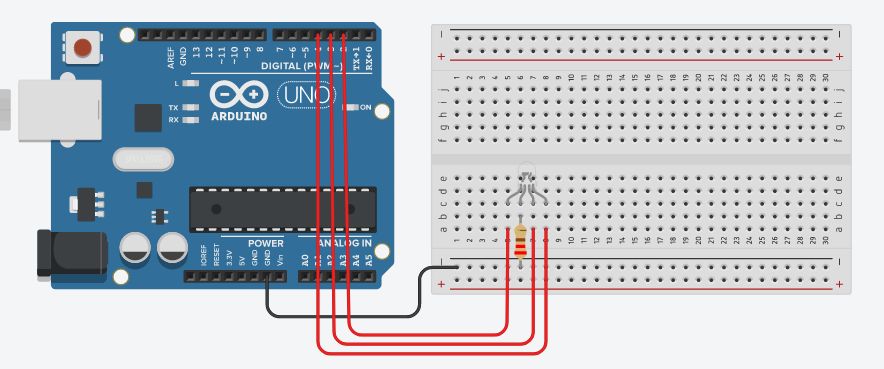 AREF
GND
13
12
~11
~10
~9
8
7
~6
~5
TX→1
RX←0
DIGITAL (PWM~)
L
TX
RX
UNO
ON
ARDUINO
POWER
ANALOG IN
IOREF
RESET
3.3V
5V
GND
GND
Vin
A0
A1
A2
A3
A4
A5
− −
+ +
1 2 3 4 5 6 7 8 9 10 11 12 13 14 15 16 17 18 19 20 21 22 23 24 25 26 27 28 29 30
j j
i i
h h
g g
f f
e e
d d
c c
b b
a a
1 2 3 4 5 7 8 9 10 11 12 13 14 15 16 17 18 19 20 21 22 23 24 25 26 27 28 29 30
− −
+ +